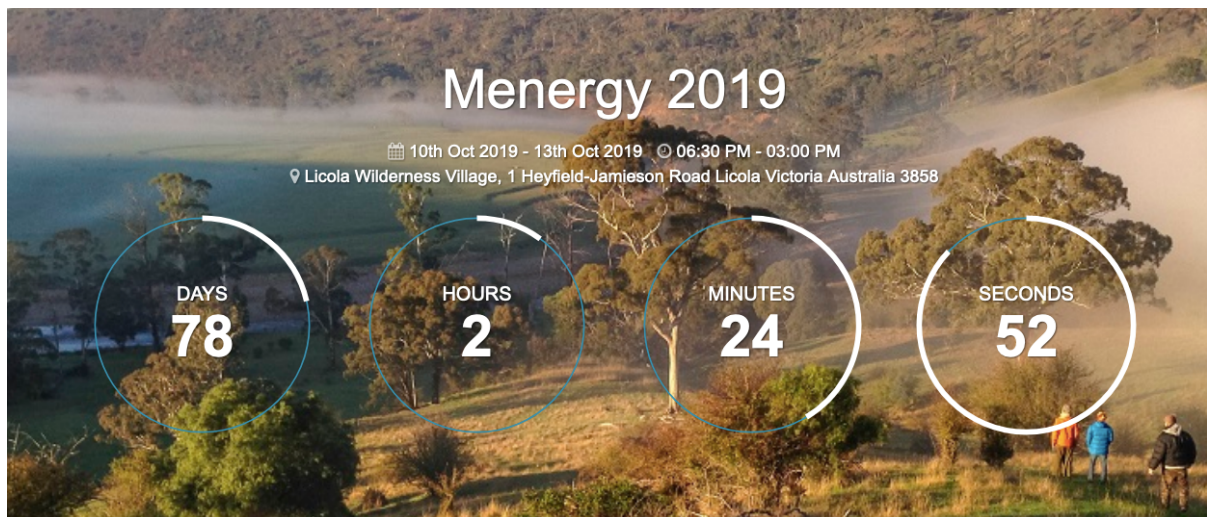 Menergy 2019
10th Oct 2019 - 13th Oct 2019 06:30 PM - 03:00 PM
Licola Wilderness Village, 1 Heyfield-Jamieson Road Licola Victoria Australia 3858
DAYS
78
HOURS
2
MINUTES
24
SECONDS
52